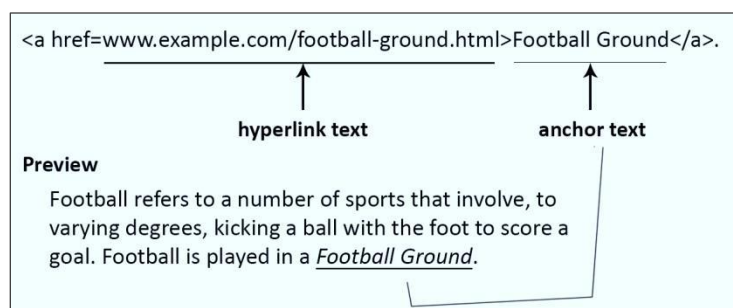 <a href=www.example.com/football-ground.html>Football Ground</a>.
hyperlink text anchor text
Preview
Football refers to a number of sports that involve, to
varying degrees, kicking a ball with the foot to score a
goal. Football is played in a Football Ground.